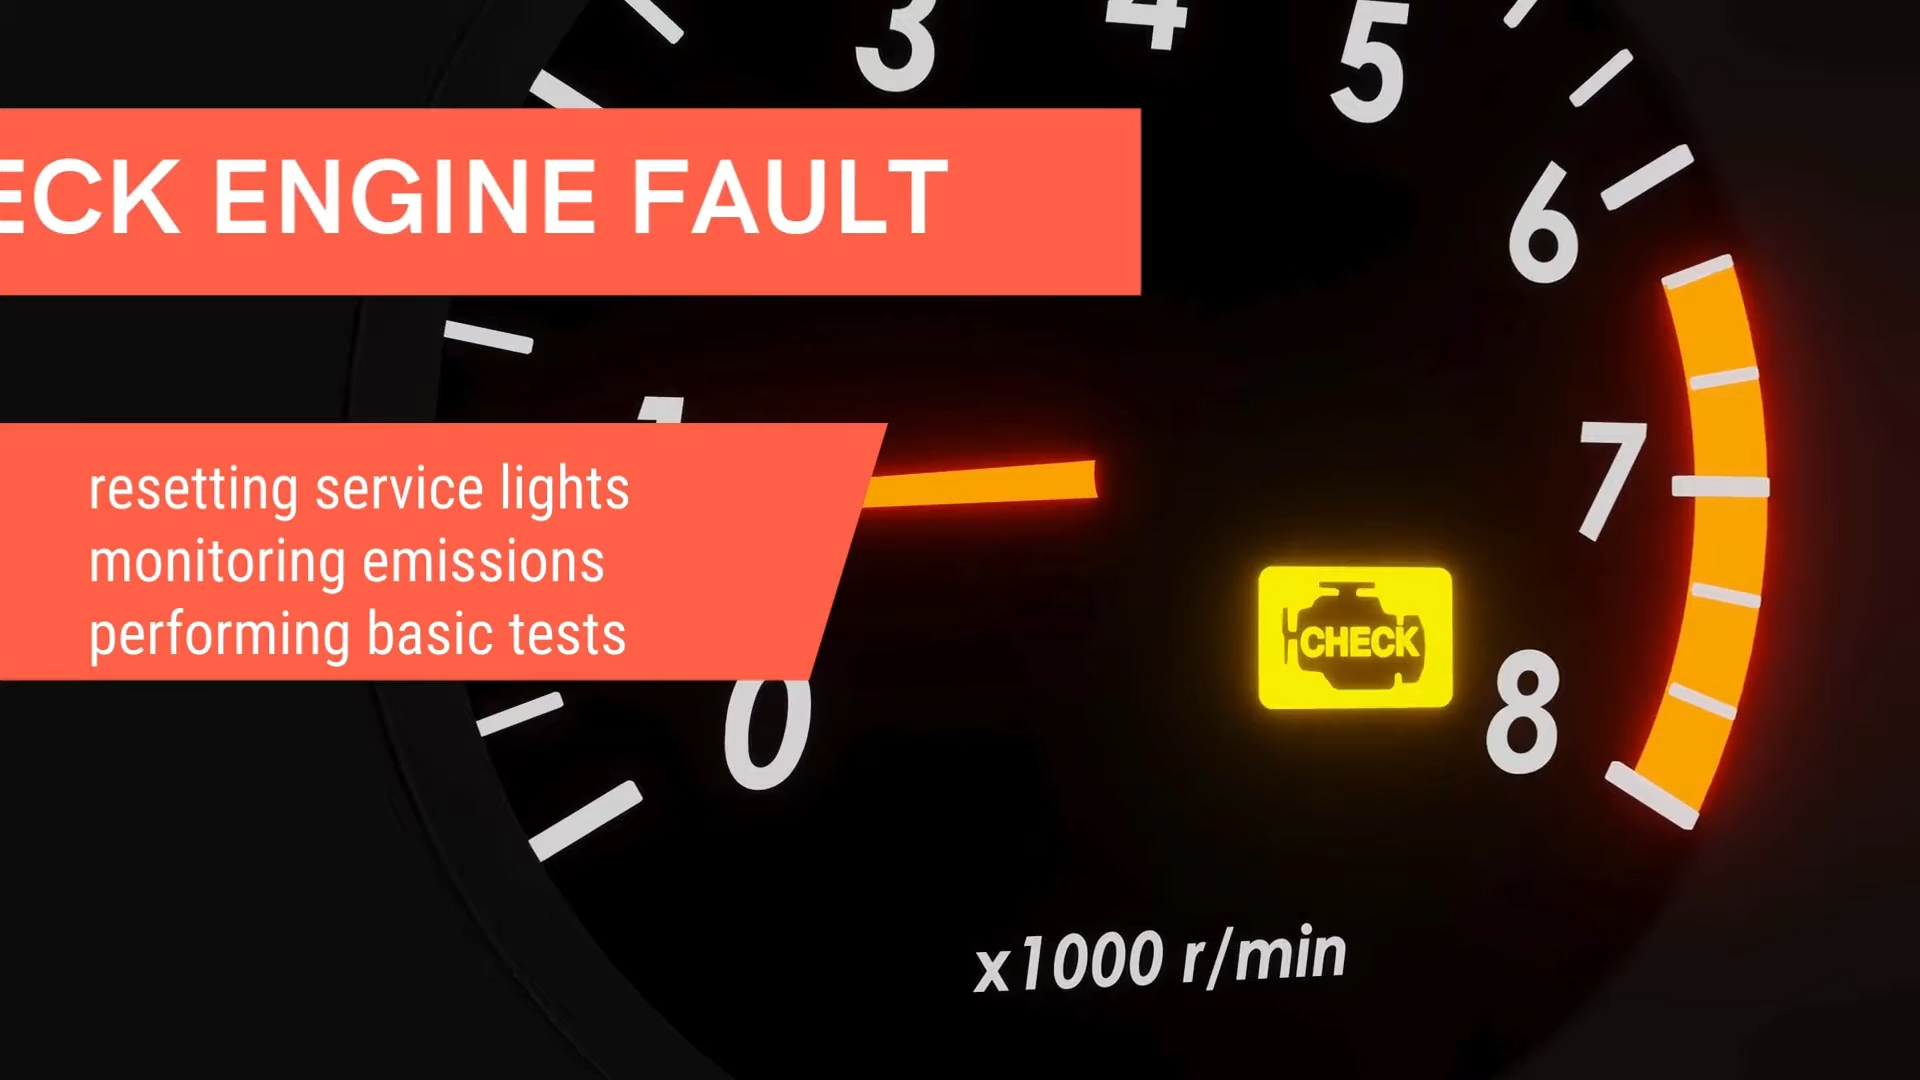 ECK ENGINE FAULT
resetting service lights
monitoring emissions
performing basic tests
3
4
5
6
1
7
CHECK
8
0
x1000 r/min